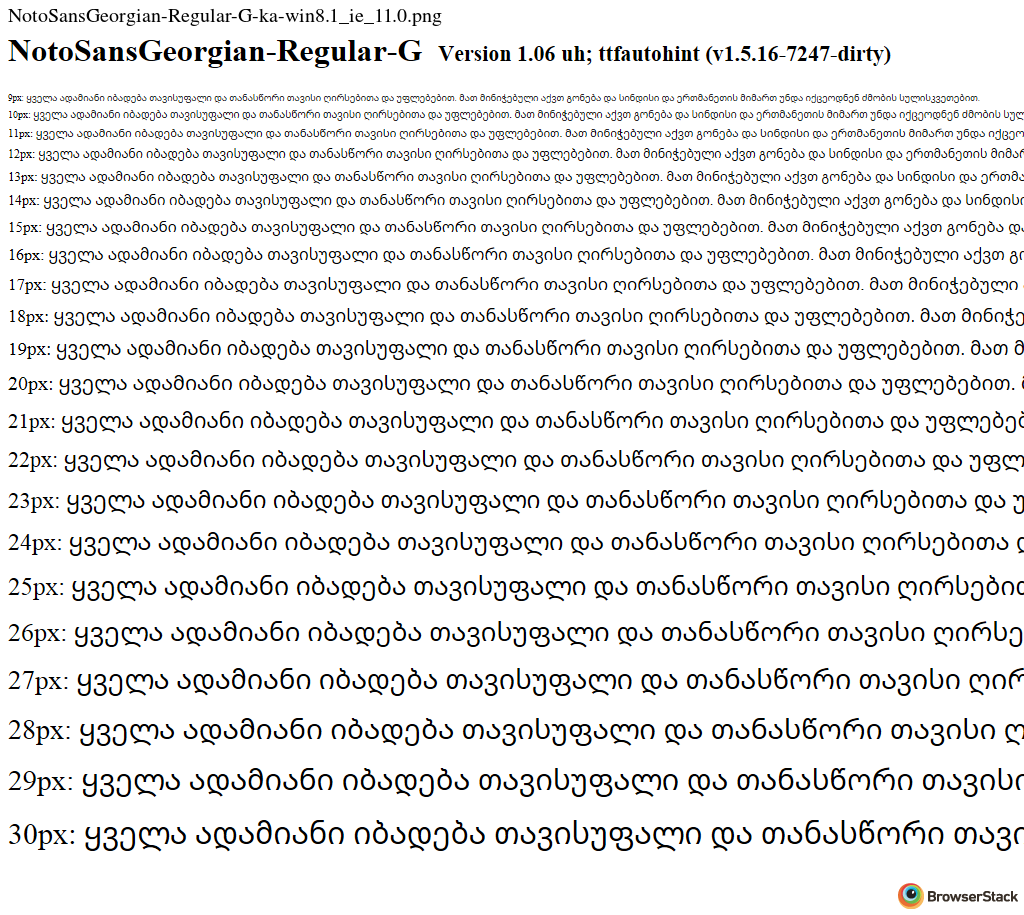 NotoSansGeorgian-Regular-G-ka-win8.1_ie_11.0.png
NotoSansGeorgian-Regular-G Version 1.06 uh; ttfautohint (v1.5.16-7247-dirty)
9px: ყველა ადამიანი იბადება თავისუფალი და თანასწორი თავისი ღირსებითა და უფლებებით. მათ მინიჭებული აქვთ გონება და სინდისი და ერთმანეთის მიმართ უნდა იქცეოდნენ ძმობის სულისკვეთებით.
10px: ყველა ადამიანი იბადება თავისუფალი და თანასწორი თავისი ღირსებითა და უფლებებით. მათ მინიჭებული აქვთ გონება და სინდისი და ერთმანეთის მიმართ უნდა იქცეოდნენ ძმობის სულ
11px: ყველა ადამიანი იბადება თავისუფალი და თანასწორი თავისი ღირსებითა და უფლებებით. მათ მინიჭებული აქვთ გონება და სინდისი და ერთმანეთის მიმართ უნდა იქცეო
12px: ყველა ადამიანი იბადება თავისუფალი და თანასწორი თავისი ღირსებითა და უფლებებით. მათ მინიჭებული აქვთ გონება და სინდისი და ერთმანეთის მიმარ
13px: ყველა ადამიანი იბადება თავისუფალი და თანასწორი თავისი ღირსებითა და უფლებებით. მათ მინიჭებული აქვთ გონება და სინდისი და ერთმა
14px: ყველა ადამიანი იბადება თავისუფალი და თანასწორი თავისი ღირსებითა და უფლებებით. მათ მინიჭებული აქვთ გონება და სინდისი
15px: ყველა ადამიანი იბადება თავისუფალი და თანასწორი თავისი ღირსებითა და უფლებებით. მათ მინიჭებული აქვთ გონება და
16px: ყველა ადამიანი იბადება თავისუფალი და თანასწორი თავისი ღირსებითა და უფლებებით. მათ მინიჭებული აქვთ გო
17px: ყველა ადამიანი იბადება თავისუფალი და თანასწორი თავისი ღირსებითა და უფლებებით. მათ მინიჭებული
18px: ყველა ადამიანი იბადება თავისუფალი და თანასწორი თავისი ღირსებითა და უფლებებით. მათ მინიჭე
19px: ყველა ადამიანი იბადება თავისუფალი და თანასწორი თავისი ღირსებითა და უფლებებით. მათ მ
20px: ყველა ადამიანი იბადება თავისუფალი და თანასწორი თავისი ღირსებითა და უფლებებით.
21px: ყველა ადამიანი იბადება თავისუფალი და თანასწორი თავისი ღირსებითა და უფლებებ
22px: ყველა ადამიანი იბადება თავისუფალი და თანასწორი თავისი ღირსებითა და უფლ
23px: ყველა ადამიანი იბადება თავისუფალი და თანასწორი თავისი ღირსებითა და უ
24px: ყველა ადამიანი იბადება თავისუფალი და თანასწორი თავისი ღირსებითა
25px: ყველა ადამიანი იბადება თავისუფალი და თანასწორი თავისი ღირსებით
26px: ყველა ადამიანი იბადება თავისუფალი და თანასწორი თავისი ღირსე
27px: ყველა ადამიანი იბადება თავისუფალი და თანასწორი თავისი ღირ
28px: ყველა ადამიანი იბადება თავისუფალი და თანასწორი თავისი ღ
29px: ყველა ადამიანი იბადება თავისუფალი და თანასწორი თავისი
30px: ყველა ადამიანი იბადება თავისუფალი და თანასწორი თავი
BrowserStack